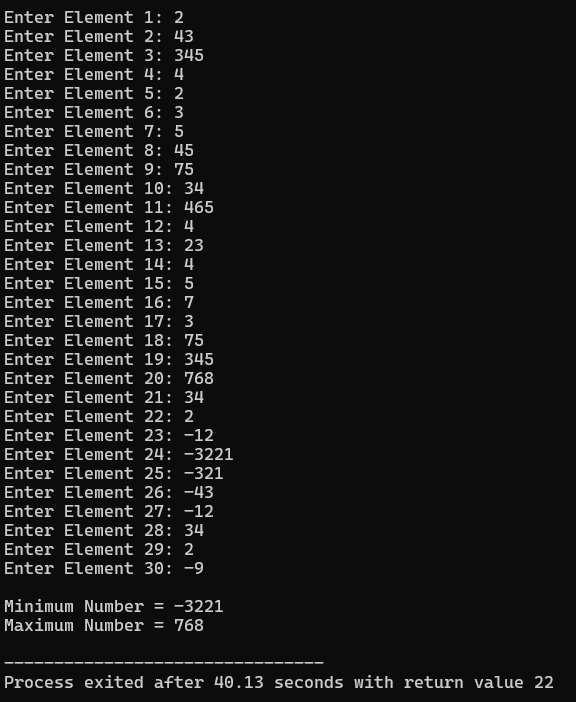 Enter Element 1: 2
Enter Element 2: 43
Enter Element 3: 345
Enter Element 4: 4
Enter Element 5: 2
Enter Element 6: 3
Enter Element 7: 5
Enter Element 8: 45
Enter Element 9: 75
Enter Element 10: 34
Enter Element 11: 465
Enter Element 12: 4
Enter Element 13: 23
Enter Element 14: 4
Enter Element 15: 5
Enter Element 16: 7
Enter Element 17: 3
Enter Element 18: 75
Enter Element 19: 345
Enter Element 20: 768
Enter Element 21: 34
Enter Element 22: 2
Enter Element 23: -12
Enter Element 24: -3221
Enter Element 25: -321
Enter Element 26: -43
Enter Element 27: -12
Enter Element 28: 34
Enter Element 29: 2
Enter Element 30: -9
Minimum Number = -3221
Maximum Number = 768
--------------------------------
Process exited after 40.13 seconds with return value 22